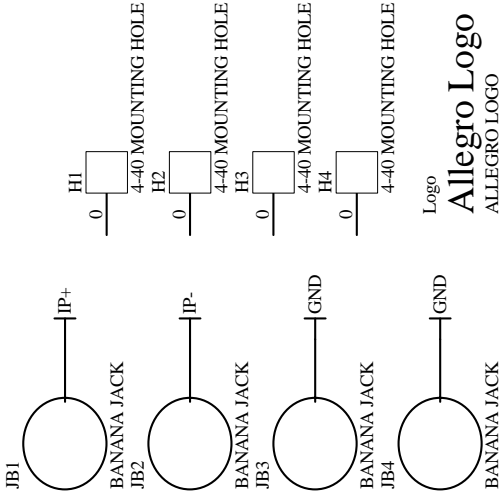 JB1
IP+
BANANA JACK
JB2
IP-
BANANA JACK
JB3
GND
BANANA JACK
JB4
GND
BANANA JACK
H1
0
4-40 MOUNTING HOLE
H2
0
4-40 MOUNTING HOLE
H3
0
4-40 MOUNTING HOLE
H4
0
4-40 MOUNTING HOLE
Logo
Allegro Logo
ALLEGRO LOGO